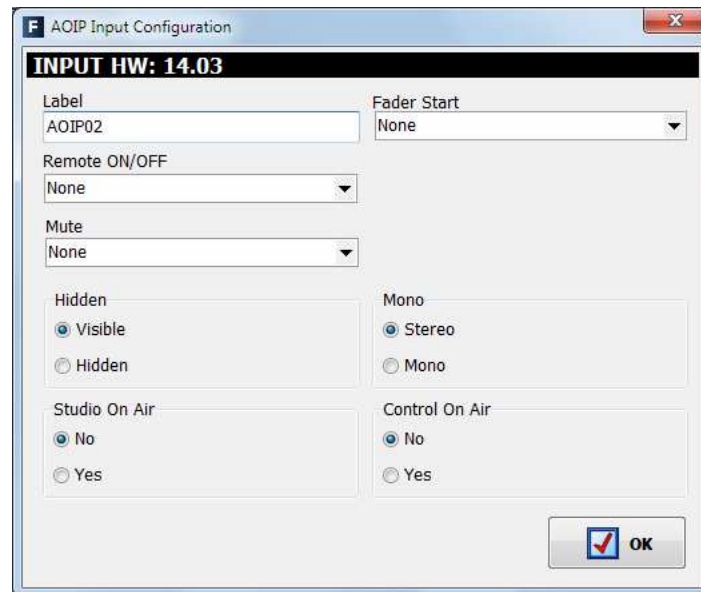 F AOIP Input Configuration
INPUT HW: 14.03
Label
Fader Start
AOIP02
None
Remote ON/OFF
None
Mute
None
Hidden
Mono
Visible
Stereo
Hidden
Mono
Studio On Air
Control On Air
No
No
Yes
Yes
OK